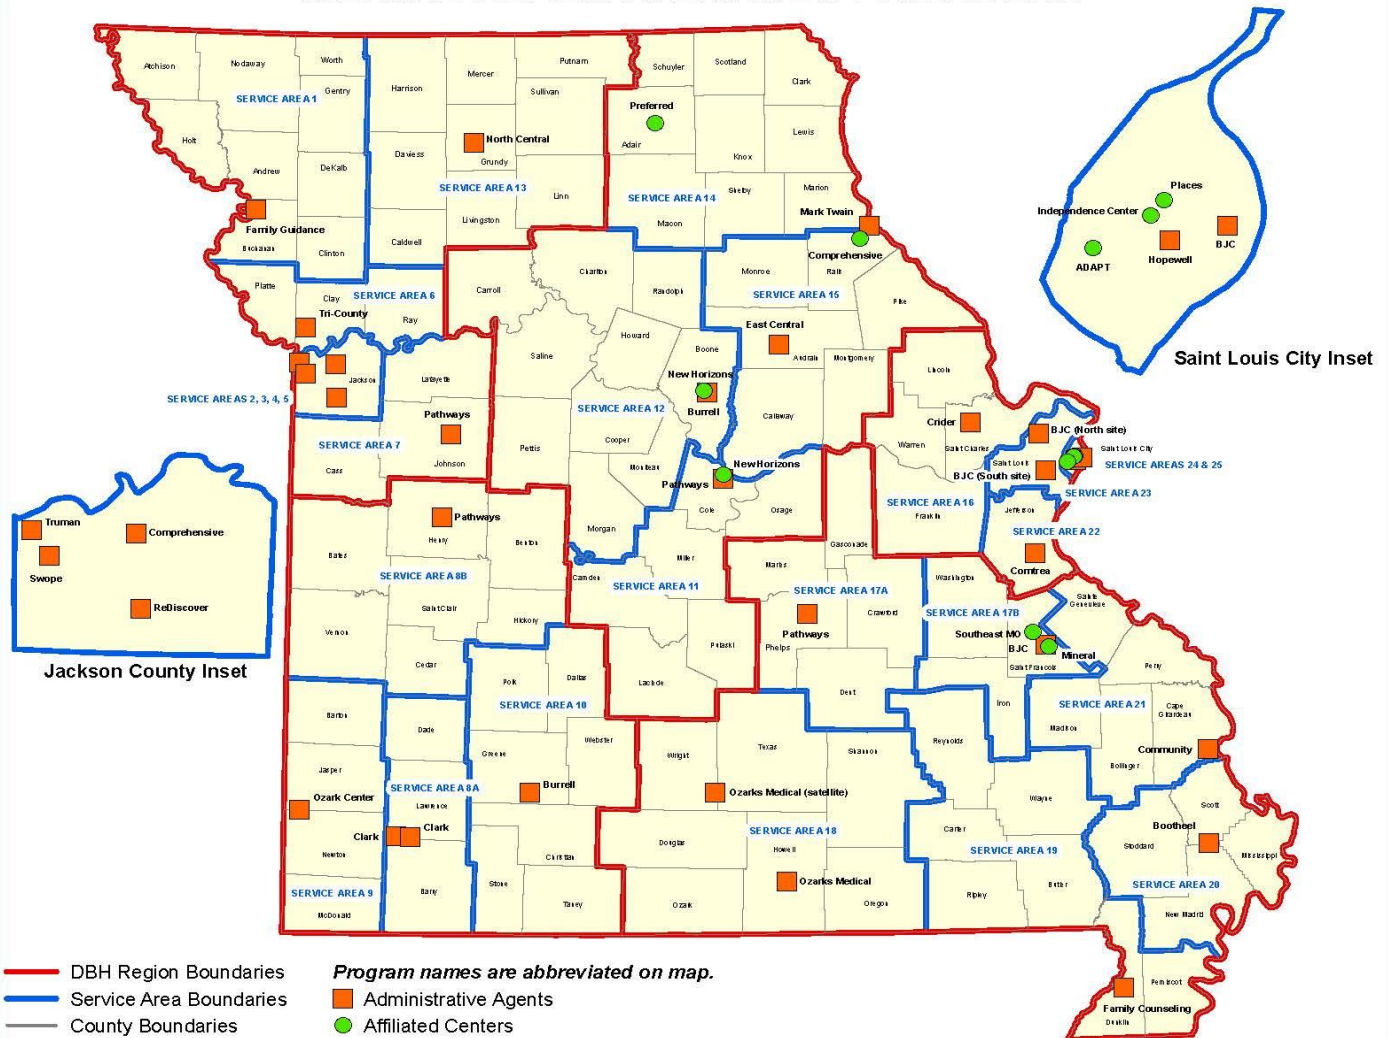 Atchison
Nodaway
Worth
Gentry
SERVICE AREA 1
Holt
Andrew
DeKalb
Family Guidance
Buchanan
Clinton
Harrison
Mercer
Putnam
Sullivan
North Central
Grundy
Daviess
SERVICE AREA 13
Linn
Livingston
Caldwell
Schuyler
Scotland
Clark
Preferred
Adair
Lewis
Knox
Shelby
Marion
SERVICE AREA 14
Macon
Mark Twain
Comprehensive
Platte
Clay
SERVICE AREA 6
Tri-County
Ray
Carroll
Chariton
Randolph
Monroe
Ralls
SERVICE AREA 15
Pike
East Central
Audrain
Montgomery
Saline
Howard
Boone
New Horizons
Burrell
SERVICE AREA 12
Cooper
Callaway
Jackson
Lafayette
SERVICE AREAS 2, 3, 4, 5
Pathways
SERVICE AREA 7
Cass
Johnson
Pettis
Moniteau
New Horizons
Pathways
Cole
Osage
Morgan
Lincoln
Crider
Warren
Saint Charles
BJC (North site)
Saint Louis
Saint Louis City
BJC (South site)
SERVICE AREAS 24 & 25
SERVICE AREA 23
SERVICE AREA 16
Franklin
Jefferson
SERVICE AREA 22
Comtrea
Gasconade
Pathways
Henry
Bates
Benton
SERVICE AREA 8B
Saint Clair
Hickory
Vernon
Cedar
Camden
Miller
SERVICE AREA 11
Pulaski
Laclede
Maries
SERVICE AREA 17A
Crawford
Pathways
Phelps
Dent
Washington
SERVICE AREA 17B
Southeast MO
BJC
Mineral
Saint Francois
Sainte
Genevieve
Perry
Iron
SERVICE AREA 21
Madison
Cape
Girardeau
Community
Bollinger
Barton
Dade
Polk
Dallas
SERVICE AREA 10
Greene
Webster
Jasper
SERVICE AREA 8A
Lawrence
Ozark Center
Clark
Clark
Burrell
Newton
Christian
Stone
Taney
Barry
SERVICE AREA 9
McDonald
Wright
Texas
Shannon
Ozarks Medical (satellite)
SERVICE AREA 18
Douglas
Howell
Ozarks Medical
Ozark
Oregon
Reynolds
Wayne
Carter
SERVICE AREA 19
Ripley
Butler
Scott
Bootheel
Stoddard
Mississippi
SERVICE AREA 20
New Madrid
Pemiscot
Family Counseling
Dunklin
Places
Independence Center
ADAPT
Hopewell
BJC
Saint Louis City Inset
Truman
Comprehensive
Swope
ReDiscover
Jackson County Inset
DBH Region Boundaries
Service Area Boundaries
County Boundaries
Program names are abbreviated on map.
Administrative Agents
Affiliated Centers